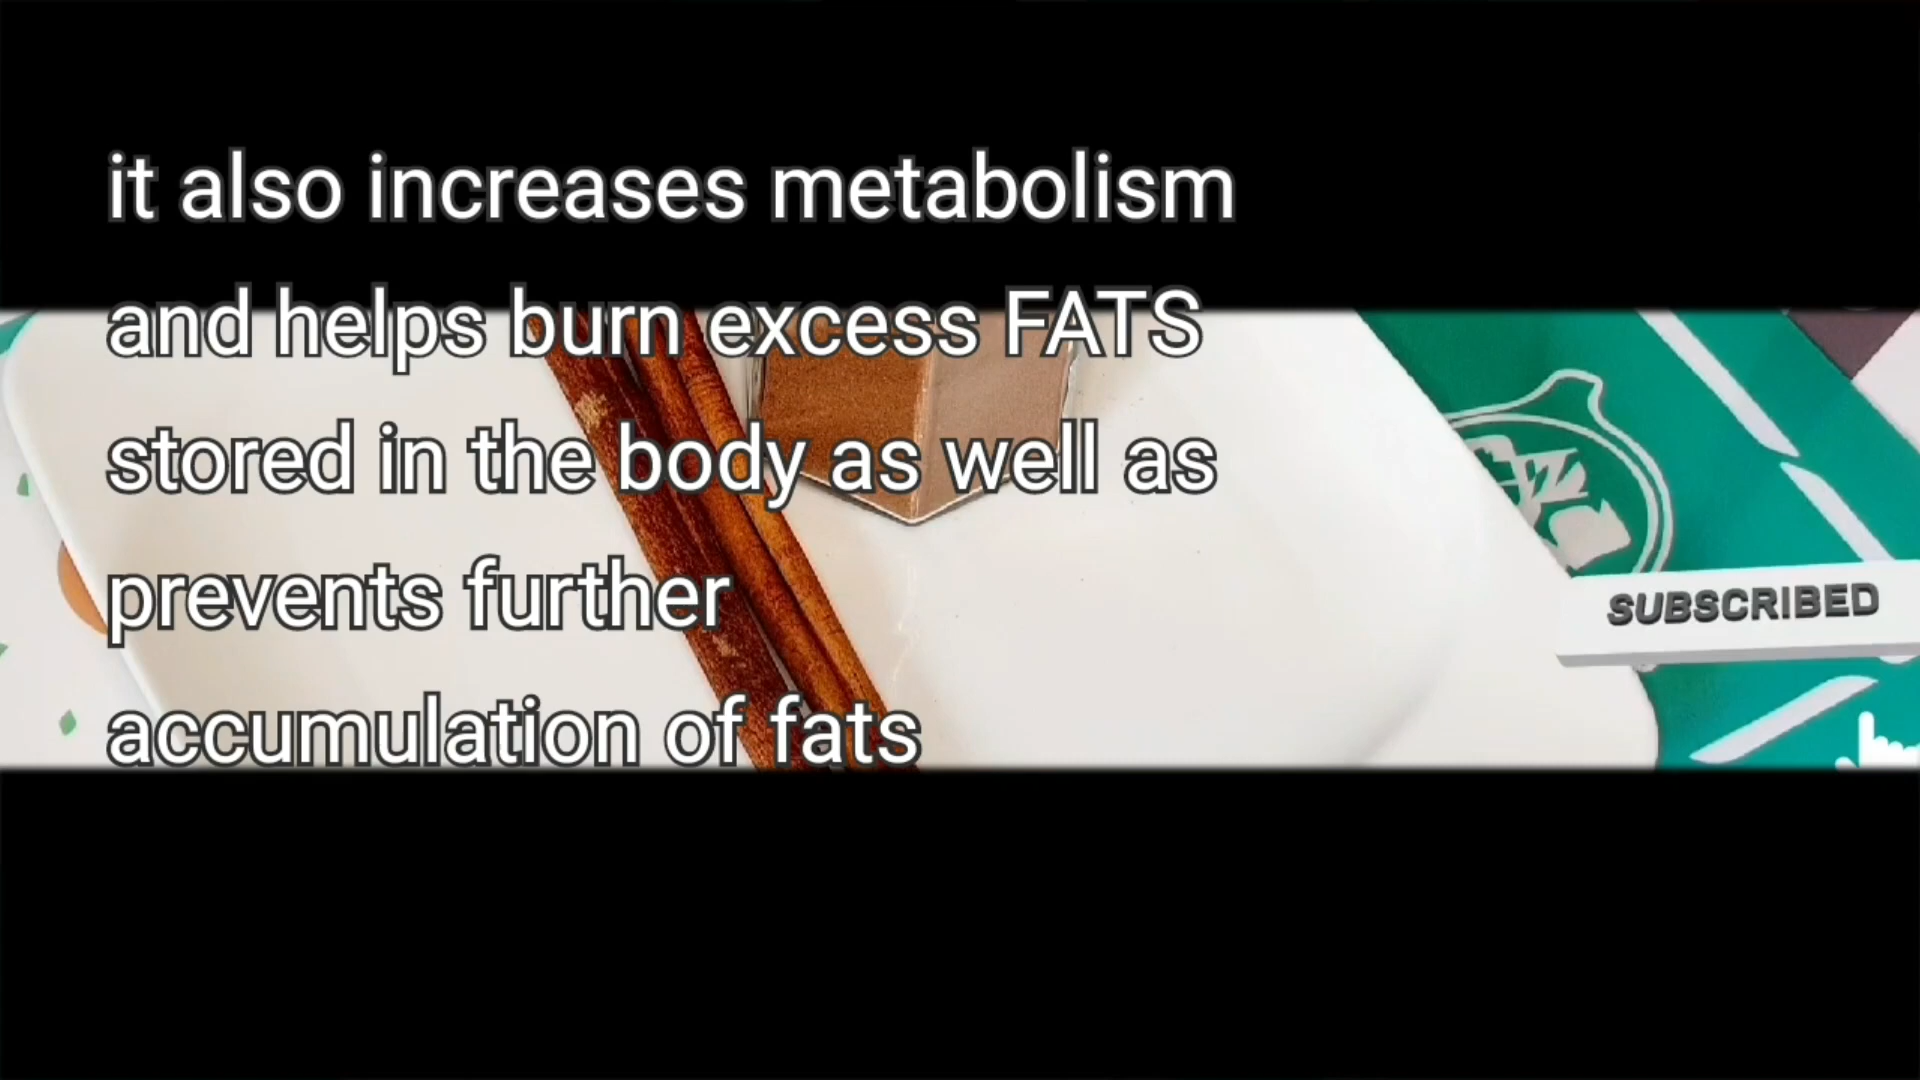 it also increases metabolism
and helps burn excess FATS
stored in the body as well as
prevents further
accumulation of fats
SUBSCRIBED